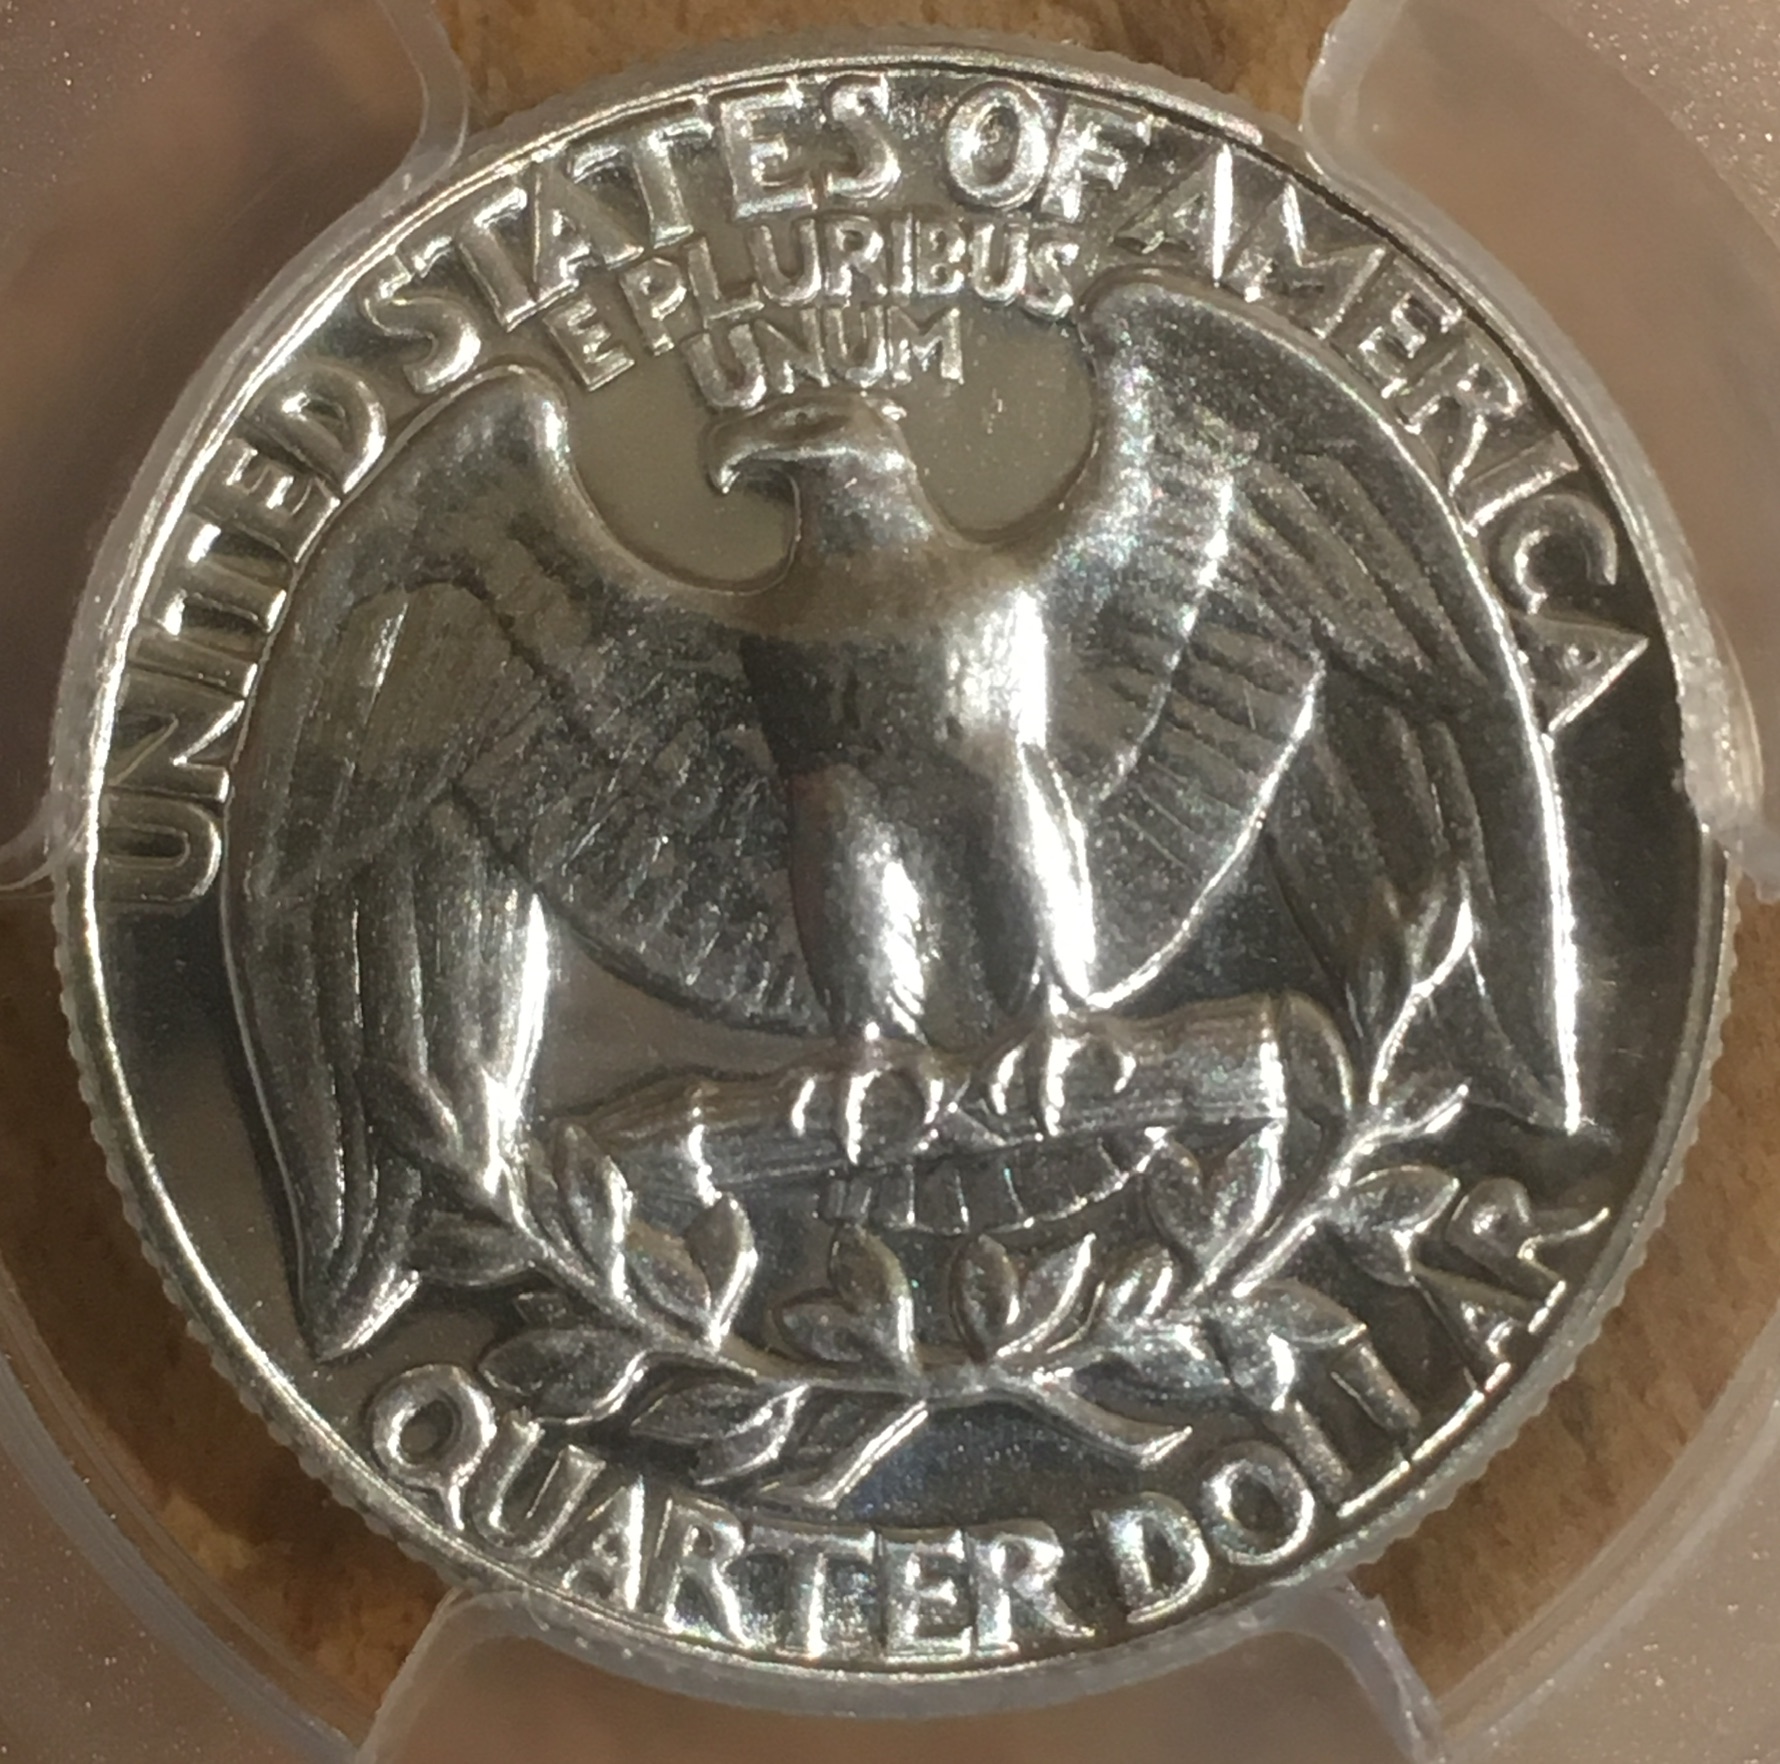 UNITED STATES OF AMERICA
E PLURIBUS
UNUM
QUARTER DOLLAR